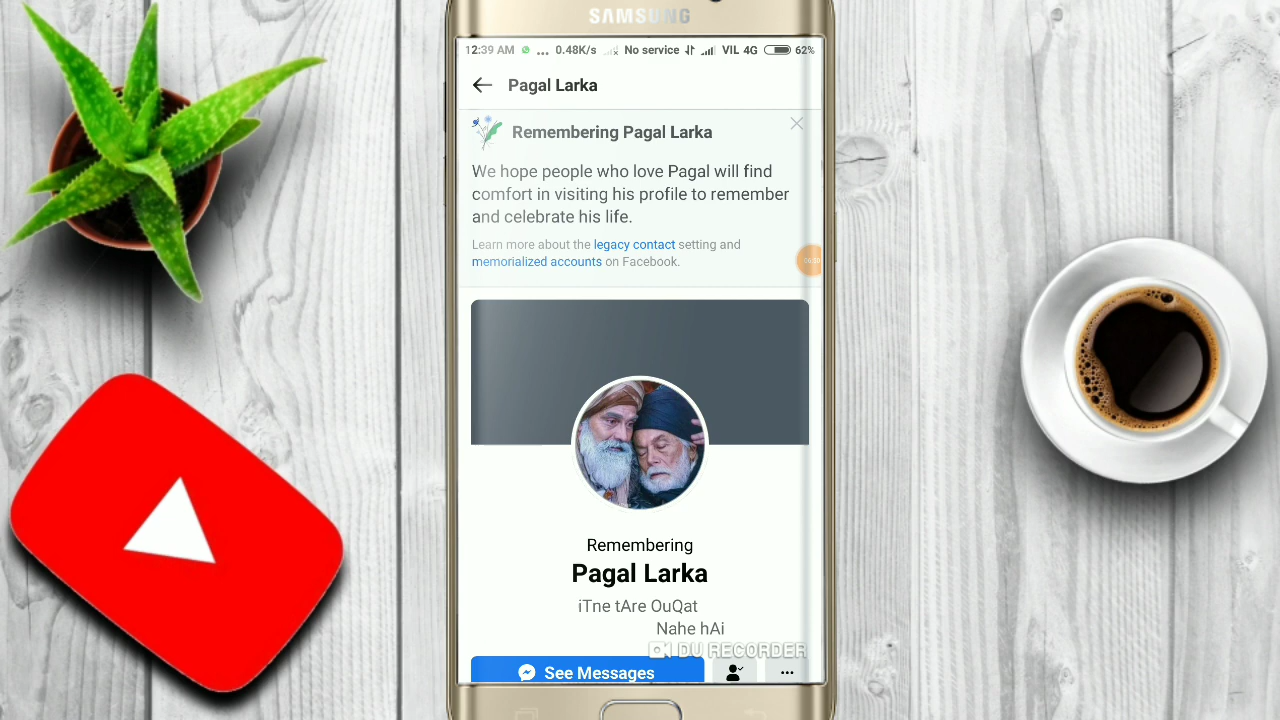 SAMSUNG
12:39 AM ... 0.48K/s No service VIL 4G 62%
Pagal Larka
Remembering Pagal Larka
We hope people who love Pagal will find
comfort in visiting his profile to remember
and celebrate his life.
Learn more about the legacy contact setting and
memorialized accounts on Facebook.
Remembering
Pagal Larka
iTne tAre OuQat
Nahe hAi
DU RECORDER
See Messages